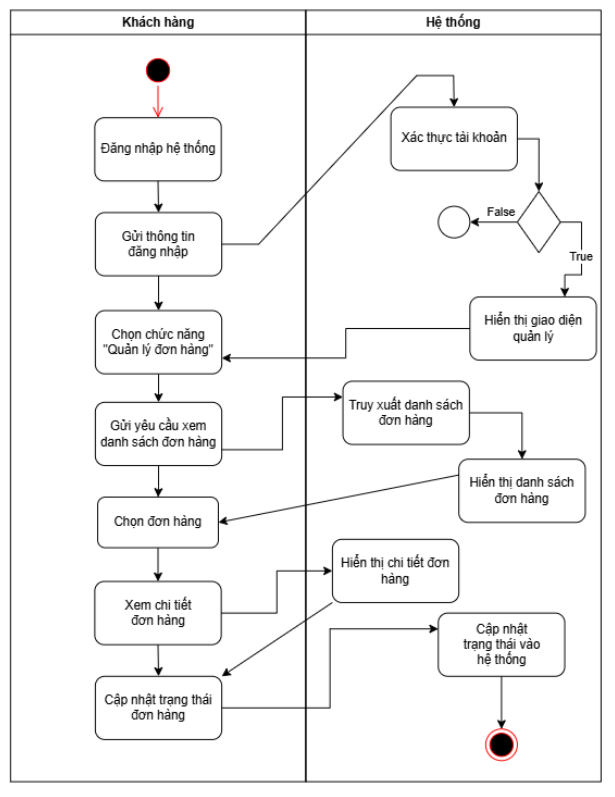 Khách hàng
Hệ thống
Đăng nhập hệ thống
Xác thực tài khoản
False
True
Gửi thông tin
đăng nhập
Hiển thị giao diện
quản lý
Chọn chức năng
"Quản lý đơn hàng"
Truy xuất danh sách
đơn hàng
Gửi yêu cầu xem
danh sách đơn hàng
Hiển thị danh sách
đơn hàng
Chọn đơn hàng
Hiển thị chi tiết đơn
hàng
Xem chi tiết
đơn hàng
Cập nhật
trạng thái vào
hệ thống
Cập nhật trạng thái
đơn hàng